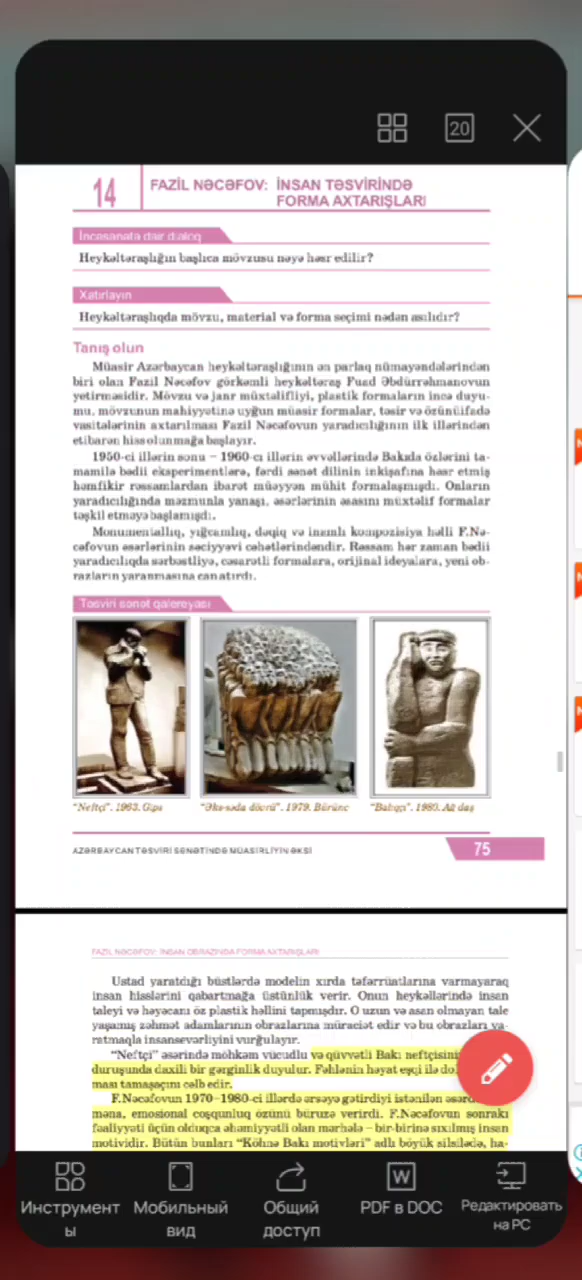 20
14
FAZİL NƏCƏFOV: İNSAN TƏSVİRİNDƏ
FORMA AXTARIŞLARI
İncəsənətə dair dialoq
Heykəltəraşlığın başlıca mövzusu nəyə həsr edilir?
Xatırlayın
Heykəltəraşlıqda mövzu, material və forma seçimi nədən asılıdır?
Tanış olun
Müasir Azərbaycan heykəltəraşlığının ən parlaq nümayəndələrindən
biri olan Fazil Nəcəfov görkəmli heykəltəraş Fuad Əbdürrəhmanovun
yetirməsidir. Mövzu və janr müxtəlifliyi, plastik formaların incə duyu-
mu, mövzunun mahiyyətinə uyğun müasir formalar, təsir və özünüifadə
vasitələrinin axtarılması Fazil Nəcəfovun yaradıcılığının ilk illərindən
etibarən hiss olunmağa başlayır.
1950-ci illərin sonu – 1960-cı illərin əvvəllərində Bakıda özlərini ta-
mamilə bədii eksperimentlərə, fərdi sənət dilinin inkişafına həsr etmiş
həmfikir rəssamlardan ibarət müəyyən mühit formalaşmışdı. Onların
yaradıcılığında məzmunla yanaşı, əsərlərinin əsasını müxtəlif formalar
təşkil etməyə başlamışdı.
Monumentallıq, yığcamlıq, dəqiq və inamlı kompozisiya həlli F.Nə-
cəfovun əsərlərinin səciyyəvi cəhətlərindəndir. Rəssam hər zaman bədii
yaradıcılıqda sərbəstliyə, cəsarətli formalara, orijinal ideyalara, yeni ob-
razların yaranmasına can atırdı.
Təsviri sənət qalereyası
"Neftçi". 1963. Gips
"Əks-səda dövrü". 1979. Bürünc
"Balıqçı". 1980. Ağ daş
AZƏRBAYCAN TƏSVİRİ SƏNƏTİNDƏ MÜASİRLİYİN ƏKSİ
75
FAZİL NƏCƏFOV: İNSAN OBRAZINDA FORMA AXTARIŞLARI
Ustad yaratdığı büstlərdə modelin xırda təfərrüatlarına varmayaraq
insan hisslərini qabartmağa üstünlük verir. Onun heykəllərində insan
taleyi və həyəcanı öz plastik həllini tapmışdır. O uzun və asan olmayan tale
yaşamış zəhmət adamlarının obrazlarına müraciət edir və bu obrazları ya-
ratmaqla insansevərliyini vurğulayır.
"Neftçi" əsərində möhkəm vücudlu və qüvvətli Bakı neftçisinin
duruşunda daxili bir gərginlik duyulur. Fəhlənin həyat eşqi ilə
ması tamaşaçını cəlb edir.
F.Nəcəfovun 1970–1980-ci illərdə ərsəyə gətirdiyi istənilən
məna, emosional coşqunluq özünü büruzə verirdi. F.Nəcəfovun sonrakı
fəaliyyəti üçün olduqca əhəmiyyətli olan mərhələ – bir-birinə sıxılmış insan
motividir. Bütün bunları "Köhnə Bakı motivləri" adlı böyük silsilədə, ha-
Инструмент
ы
Мобильный
вид
Общий
доступ
PDF в DOC
Редактировать
на PC